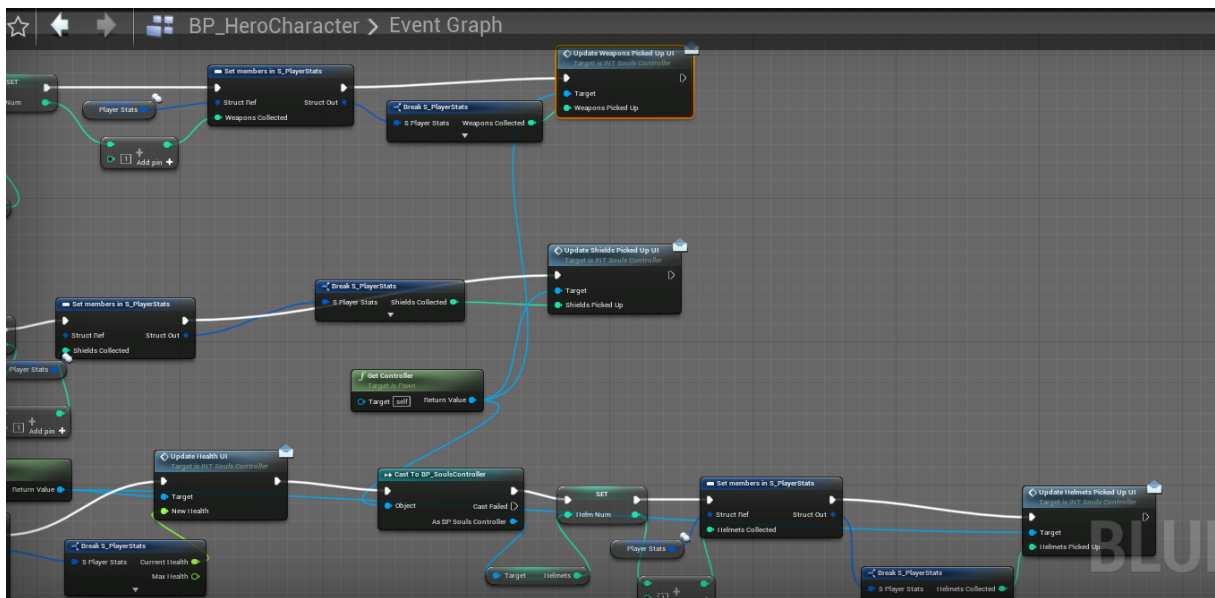 BP_HeroCharacter > Event Graph
Update Weapons Picked Up UI
Target is INT Souls Controller
Target
Weapons Picked Up
SET
Num
Player Stats
1 Add pin +
Set members in S_PlayerStats
Struct Ref Struct Out
Weapons Collected
Break S_PlayerStats
S Player Stats Weapons Collected
Update Shields Picked Up UI
Target is INT Souls Controller
Target
Shields Picked Up
Break S_PlayerStats
S Player Stats Shields Collected
Set members in S_PlayerStats
Struct Ref Struct Out
Shields Collected
Player Stats
1 Add pin +
Get Controller
Target is Pawn
Target self Return Value
Update Health UI
Target is INT Souls Controller
Target
New Health
Return Value
Break S_PlayerStats
S Player Stats Current Health
Max Health
Cast To BP_SoulsController
Object Cast Failed
As BP Souls Controller
SET
Helm Num
Target Helmets
Set members in S_PlayerStats
Struct Ref Struct Out
Helmets Collected
Player Stats
Update Helmets Picked Up UI
Target is INT Souls Controller
Target
Helmets Picked Up
Break S_PlayerStats
S Player Stats Helmets Collected
BLU